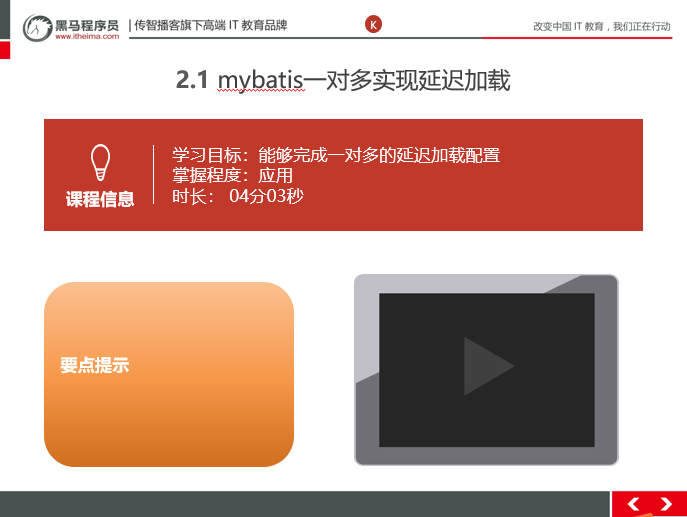 黑马程序员
www.itheima.com
传智播客旗下高端 IT 教育品牌
K
改变中国 IT 教育，我们正在行动
2.1 mybatis一对多实现延迟加载
课程信息
学习目标：能够完成一对多的延迟加载配置
掌握程度：应用
时长： 04分03秒
要点提示